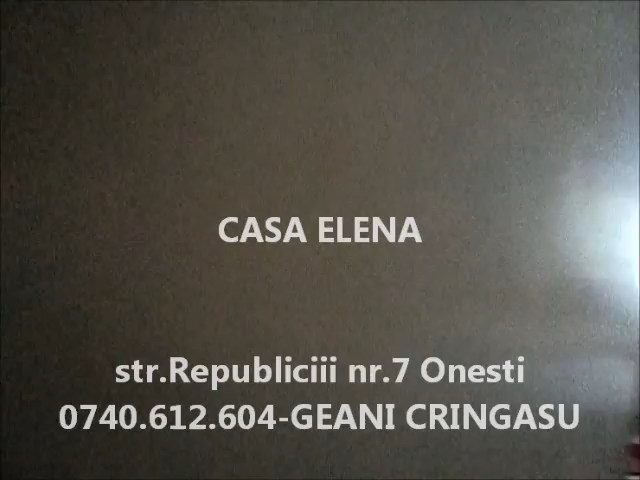 CASA ELENA
str.Republiciii nr.7 Onesti
0740.612.604-GEANI CRINGASU